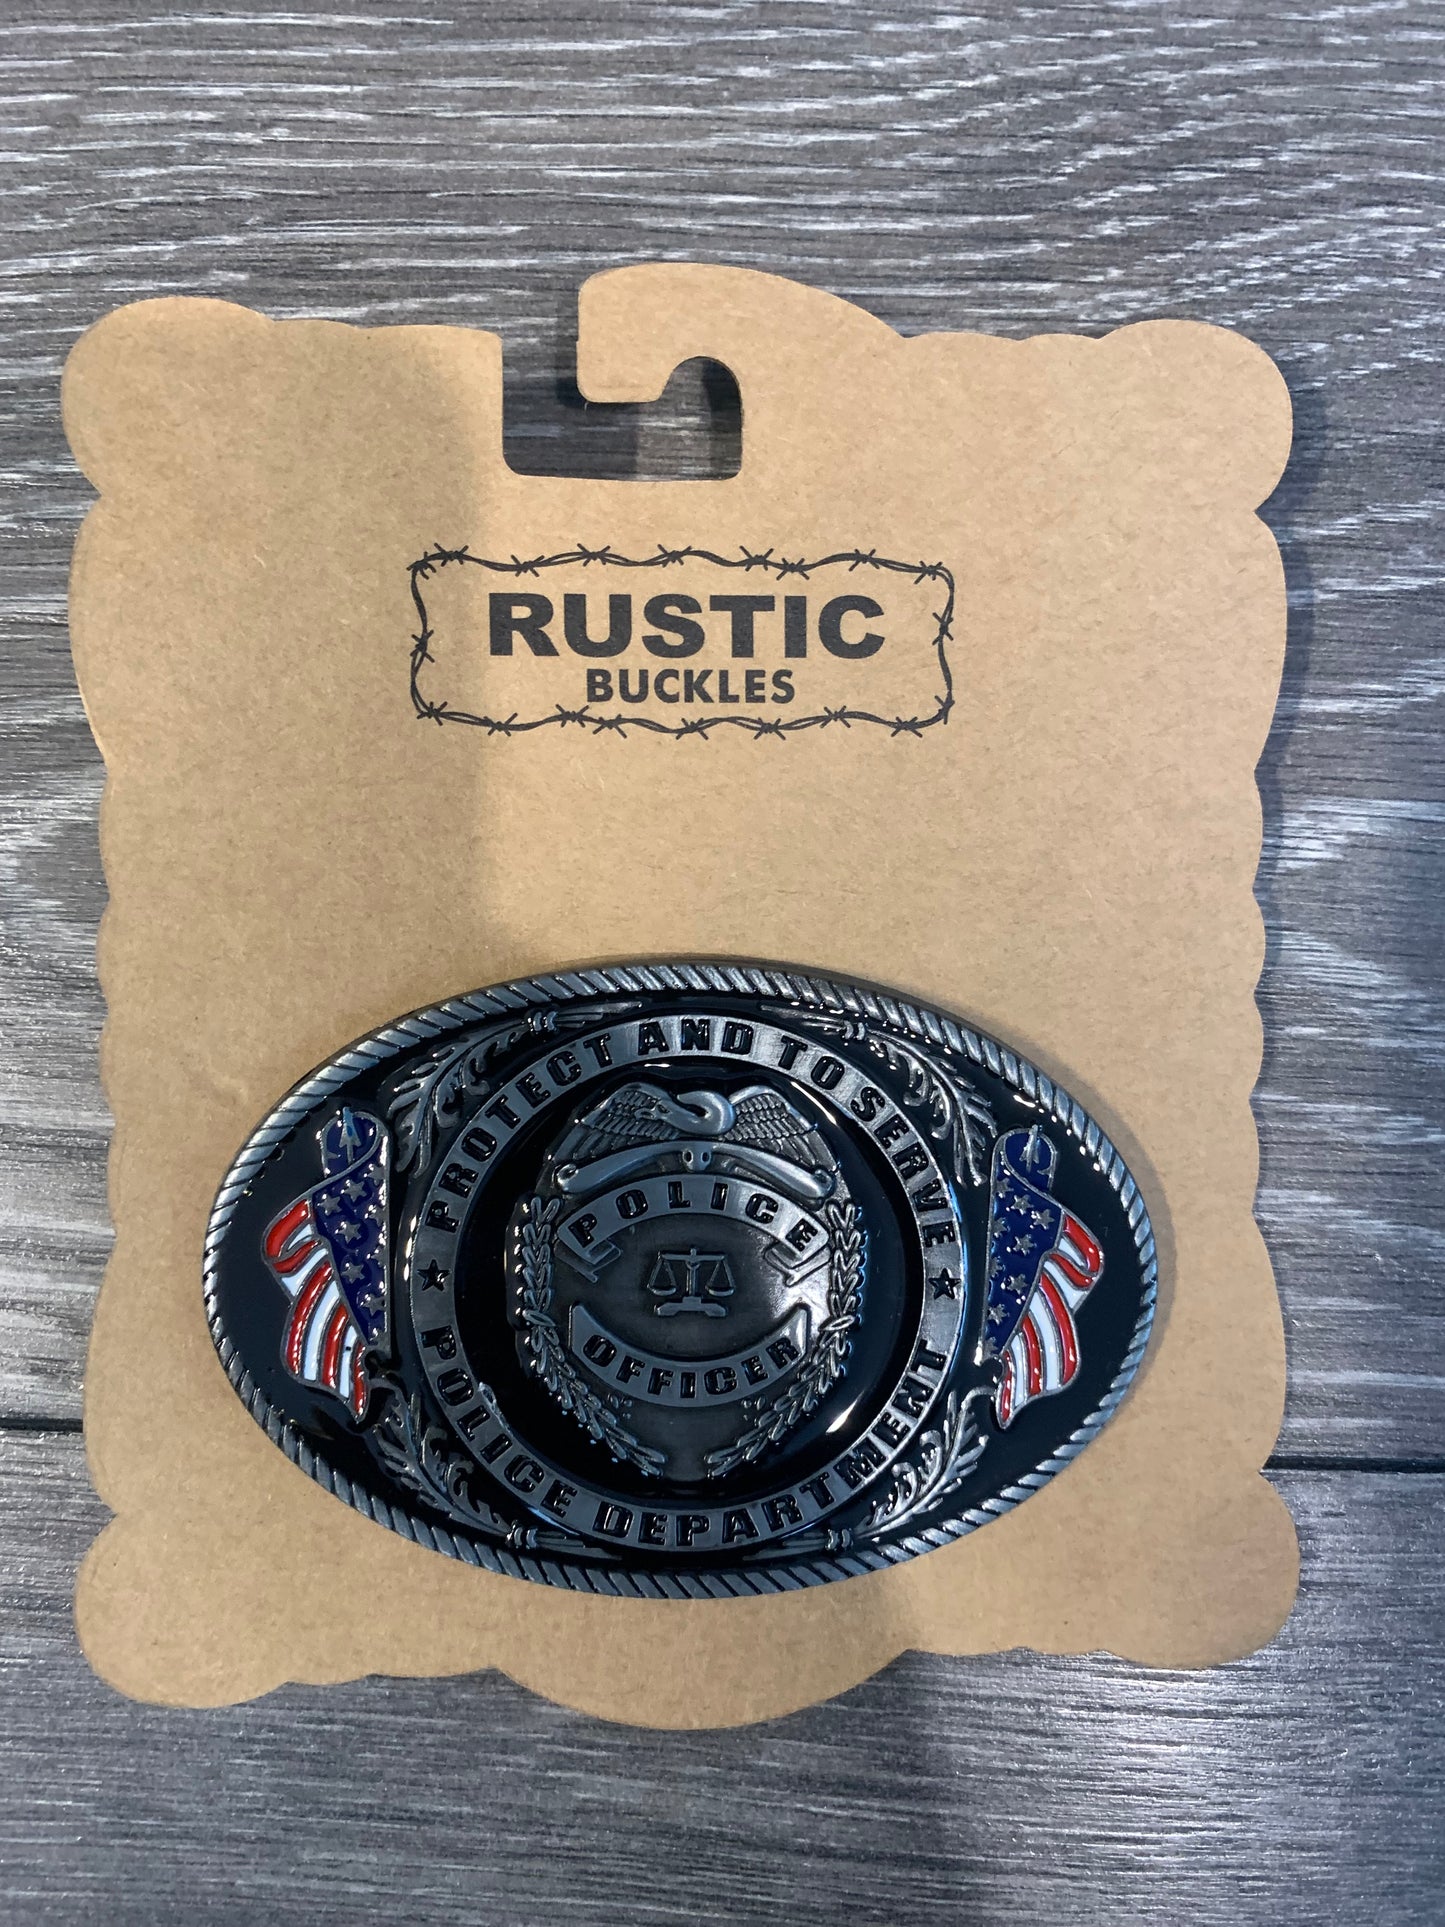 RUSTIC
BUCKLES
PROTECT AND TO SERVE
POLICE
OFFICER
POLICE DEPARTMENT